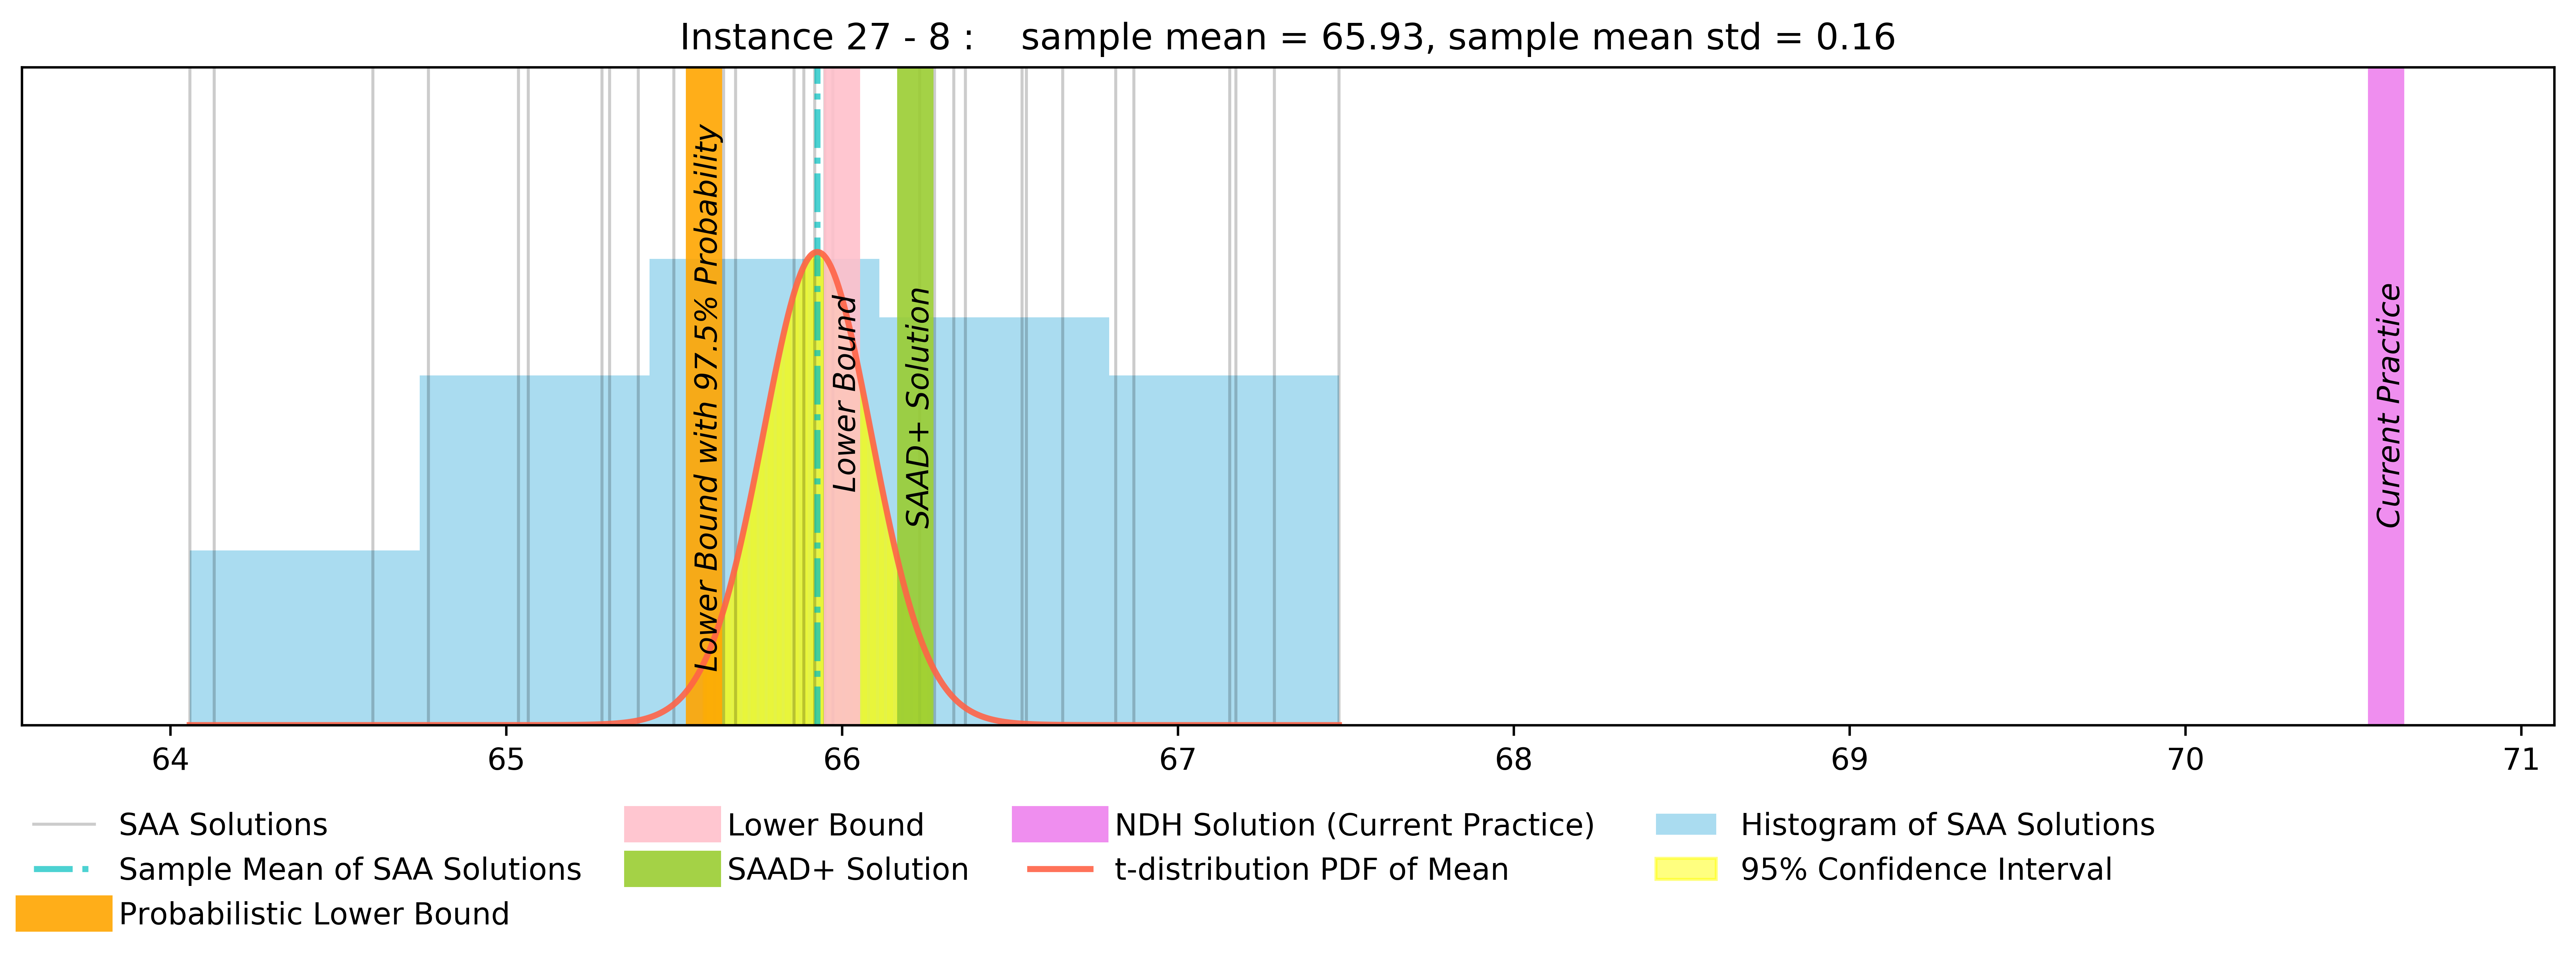 Instance 27 - 8 :    sample mean = 65.93, sample mean std = 0.16
Lower Bound with 97.5% Probability
Lower Bound
SAAD+ Solution
Current Practice
64 65 66 67 68 69 70 71
SAA Solutions
Sample Mean of SAA Solutions
Probabilistic Lower Bound
Lower Bound
SAAD+ Solution
NDH Solution (Current Practice)
t-distribution PDF of Mean
Histogram of SAA Solutions
95% Confidence Interval